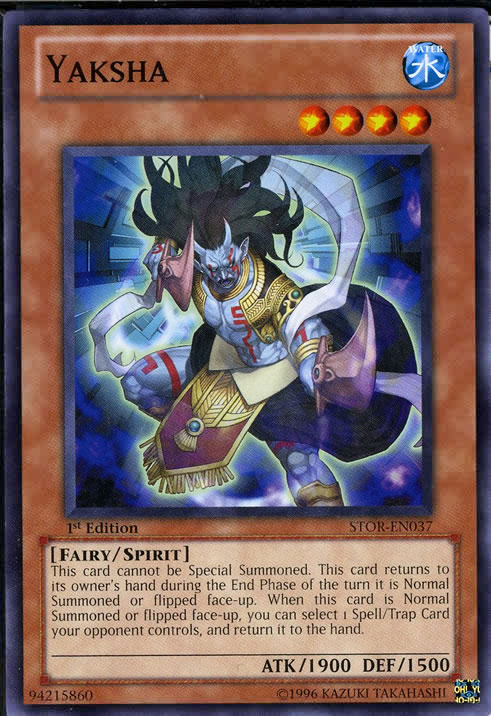 YAKSHA
WATER
水
1st Edition
STOR-EN037
[FAIRY/SPIRIT]
This card cannot be Special Summoned. This card returns to
its owner's hand during the End Phase of the turn it is Normal
Summoned or flipped face-up. When this card is Normal
Summoned or flipped face-up, you can select 1 Spell/Trap Card
your opponent controls, and return it to the hand.
ATK/1900 DEF/1500
94215860
©1996 KAZUKI TAKAHASHI